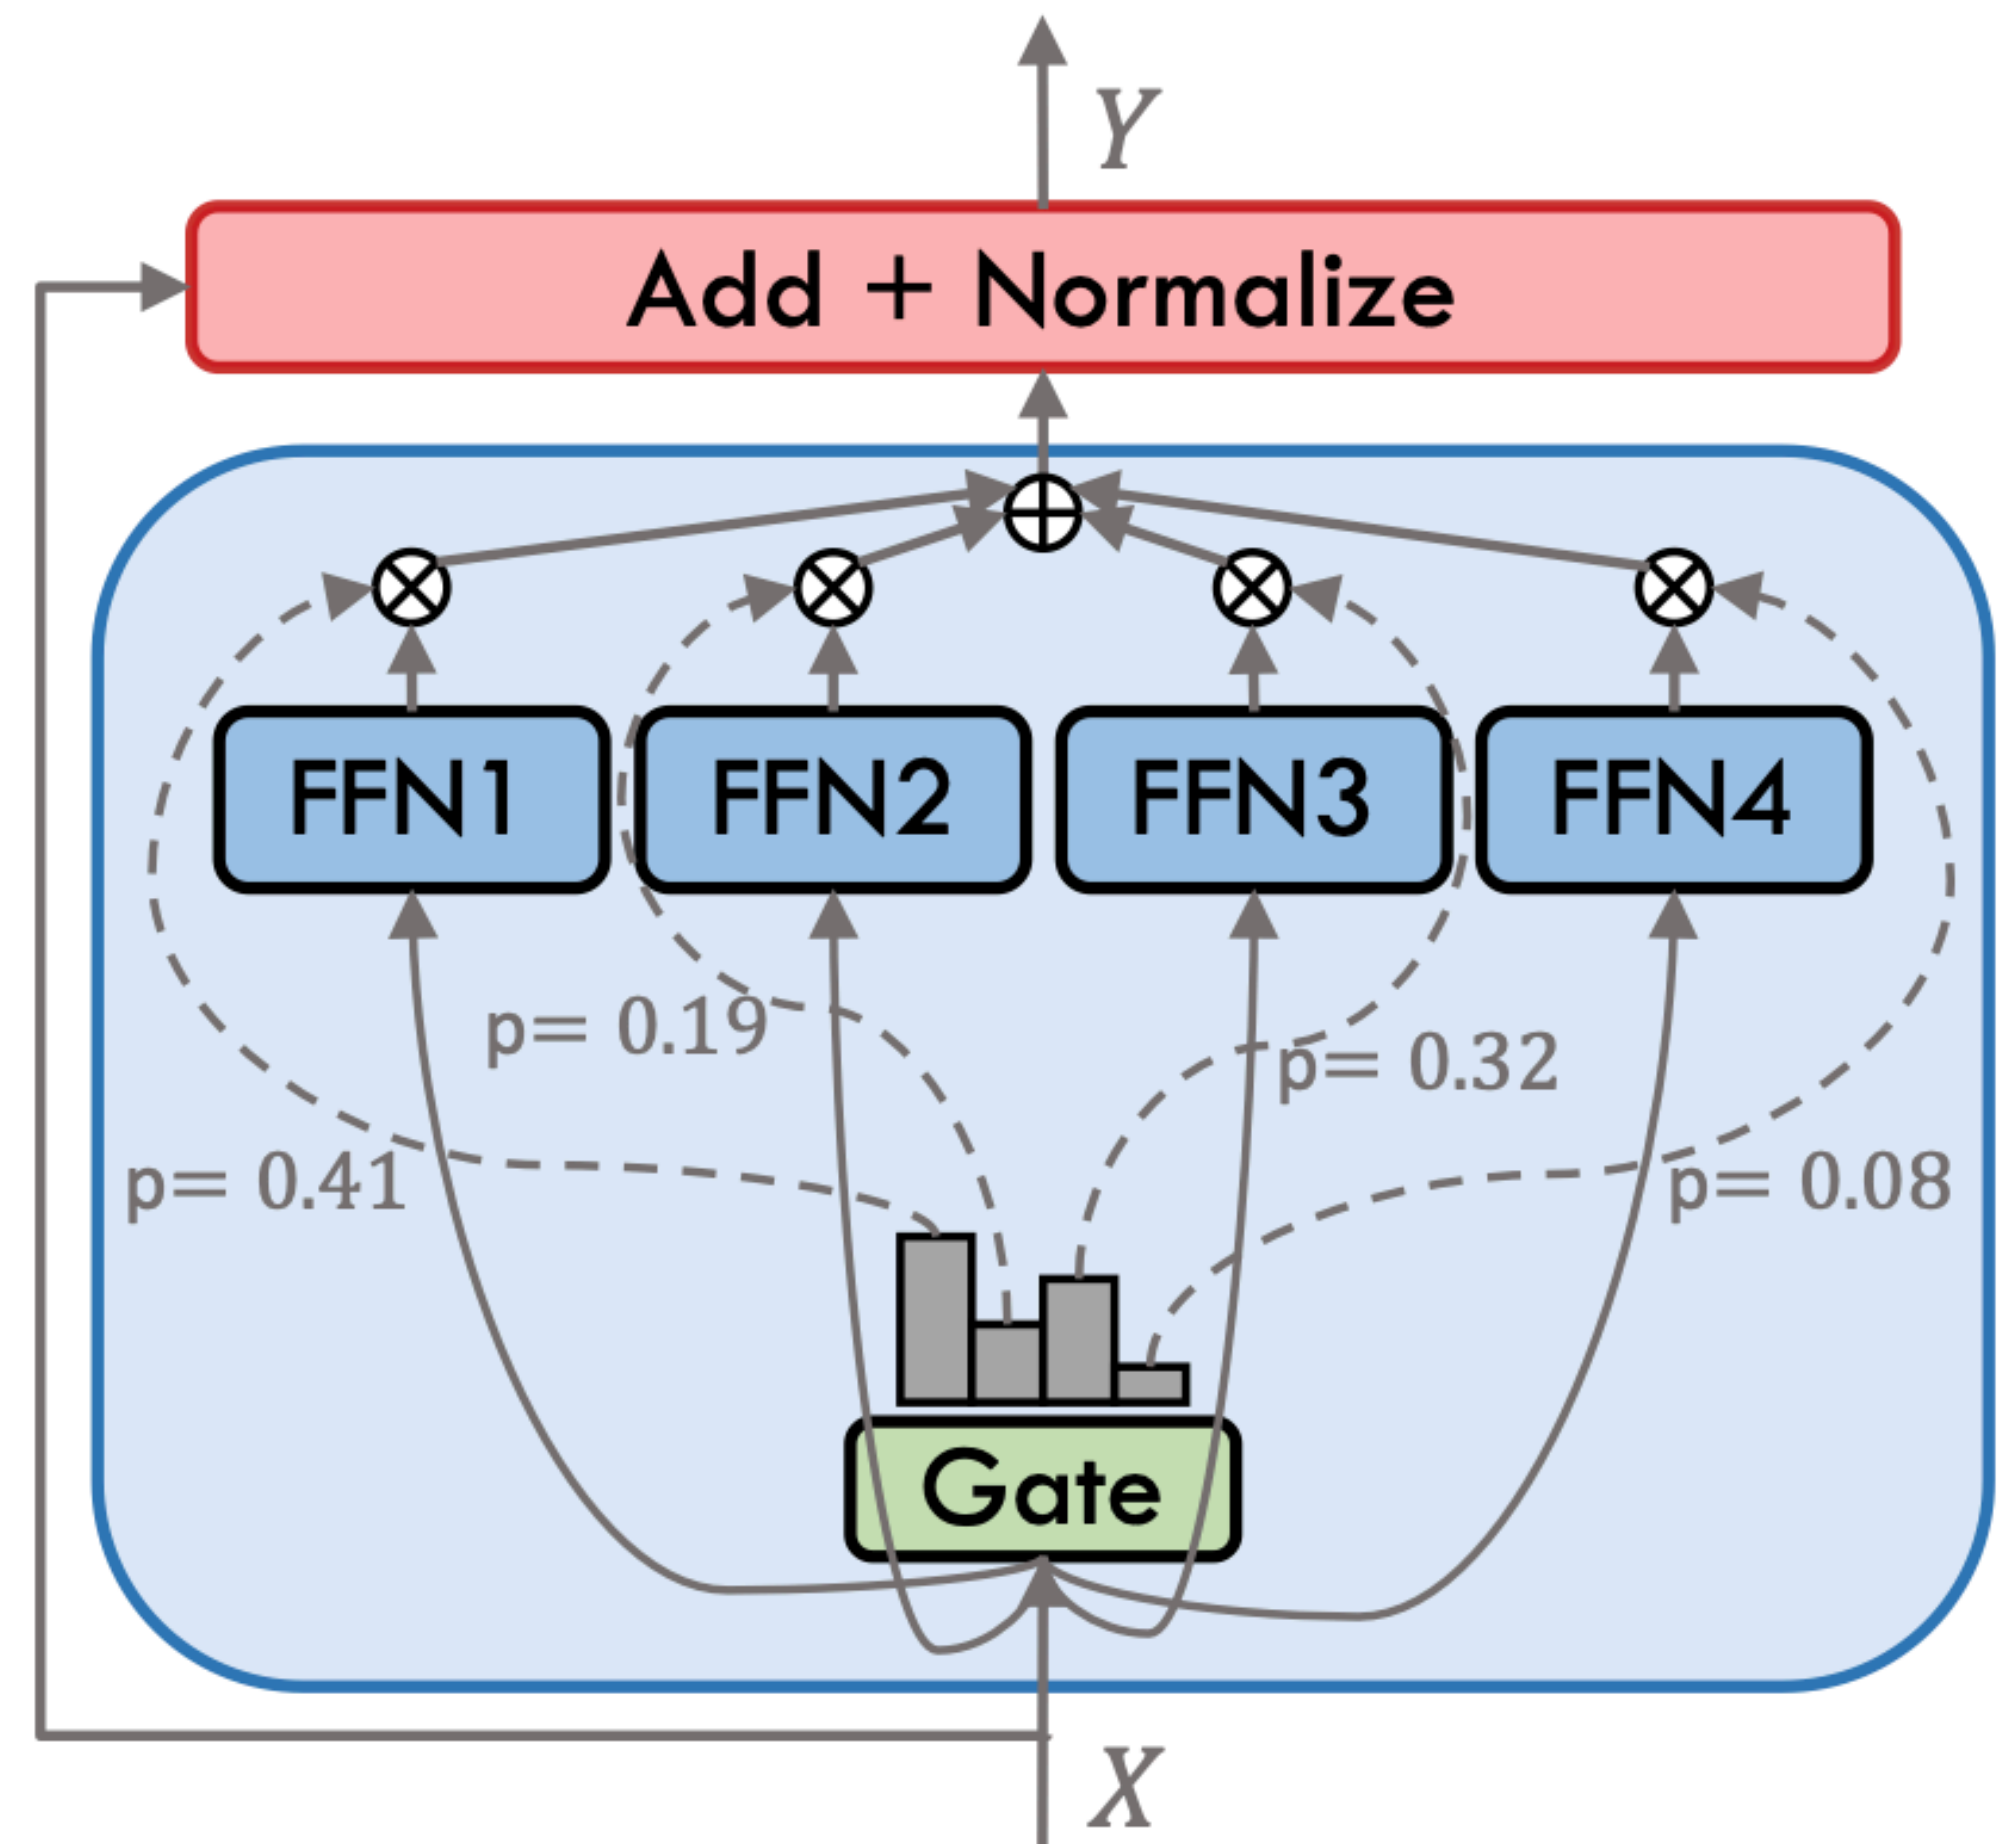 Y
Add + Normalize
FFN1 FFN2 FFN3 FFN4
p= 0.19
p= 0.32
p= 0.41
p= 0.08
Gate
X